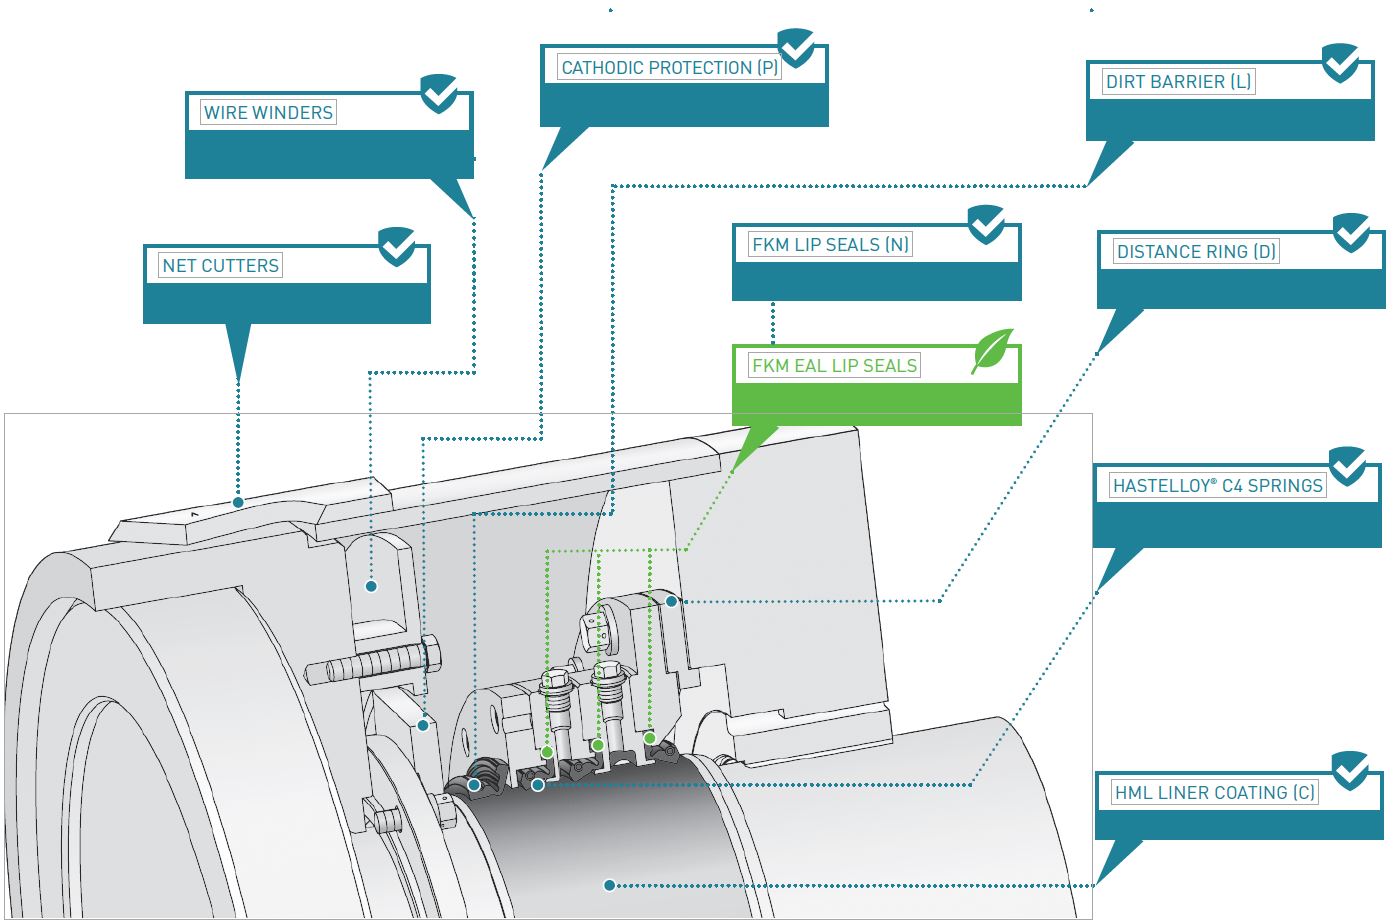 CATHODIC PROTECTION (P)
DIRT BARRIER (L)
WIRE WINDERS
FKM LIP SEALS (N)
DISTANCE RING (D)
NET CUTTERS
FKM EAL LIP SEALS
HASTELLOY® C4 SPRINGS
HML LINER COATING (C)